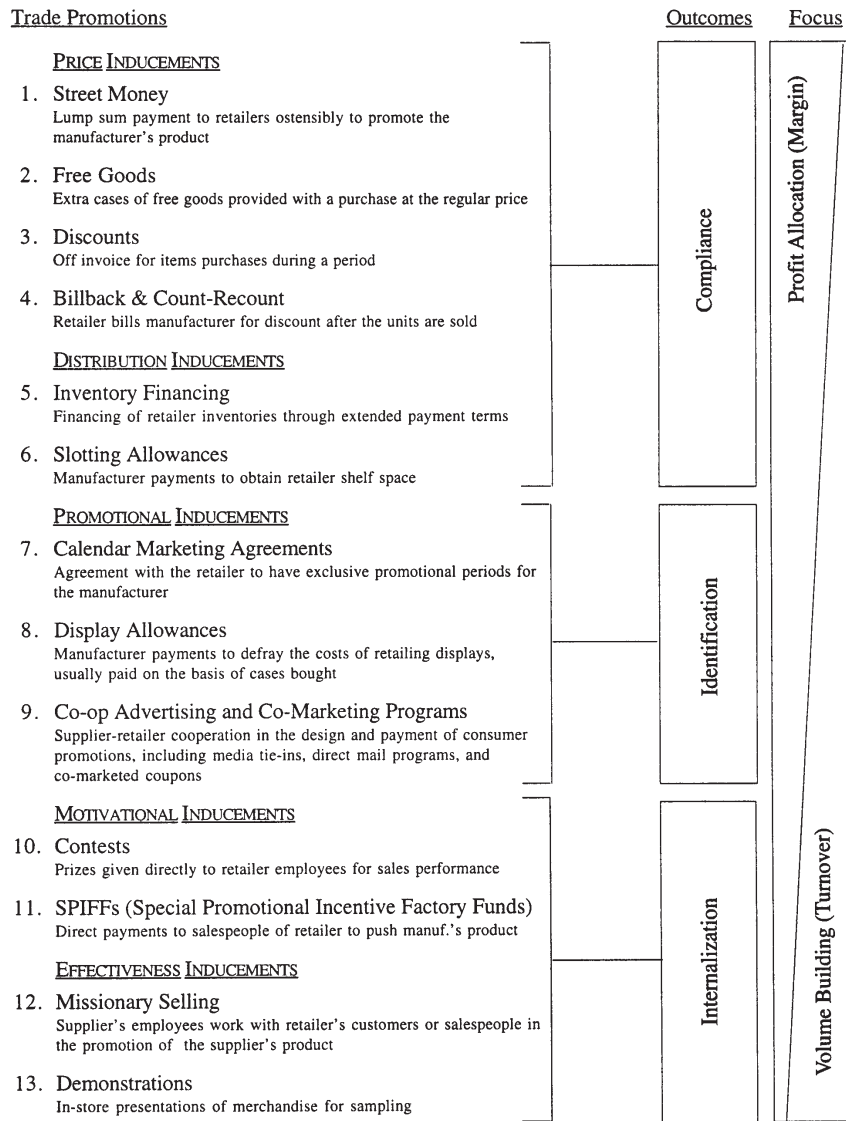 Trade Promotions
Outcomes
Focus
PRICE INDUCEMENTS
1. Street Money
Lump sum payment to retailers ostensibly to promote the
manufacturer's product
2. Free Goods
Extra cases of free goods provided with a purchase at the regular price
3. Discounts
Off invoice for items purchases during a period
4. Billback & Count-Recount
Retailer bills manufacturer for discount after the units are sold
DISTRIBUTION INDUCEMENTS
5. Inventory Financing
Financing of retailer inventories through extended payment terms
6. Slotting Allowances
Manufacturer payments to obtain retailer shelf space
PROMOTIONAL INDUCEMENTS
7. Calendar Marketing Agreements
Agreement with the retailer to have exclusive promotional periods for
the manufacturer
8. Display Allowances
Manufacturer payments to defray the costs of retailing displays,
usually paid on the basis of cases bought
9. Co-op Advertising and Co-Marketing Programs
Supplier-retailer cooperation in the design and payment of consumer
promotions, including media tie-ins, direct mail programs, and
co-marketed coupons
MOTIVATIONAL INDUCEMENTS
10. Contests
Prizes given directly to retailer employees for sales performance
11. SPIFFs (Special Promotional Incentive Factory Funds)
Direct payments to salespeople of retailer to push manuf.'s product
EFFECTIVENESS INDUCEMENTS
12. Missionary Selling
Supplier's employees work with retailer's customers or salespeople in
the promotion of the supplier's product
13. Demonstrations
In-store presentations of merchandise for sampling
Compliance
Identification
Internalization
Profit Allocation (Margin)
Volume Building (Turnover)